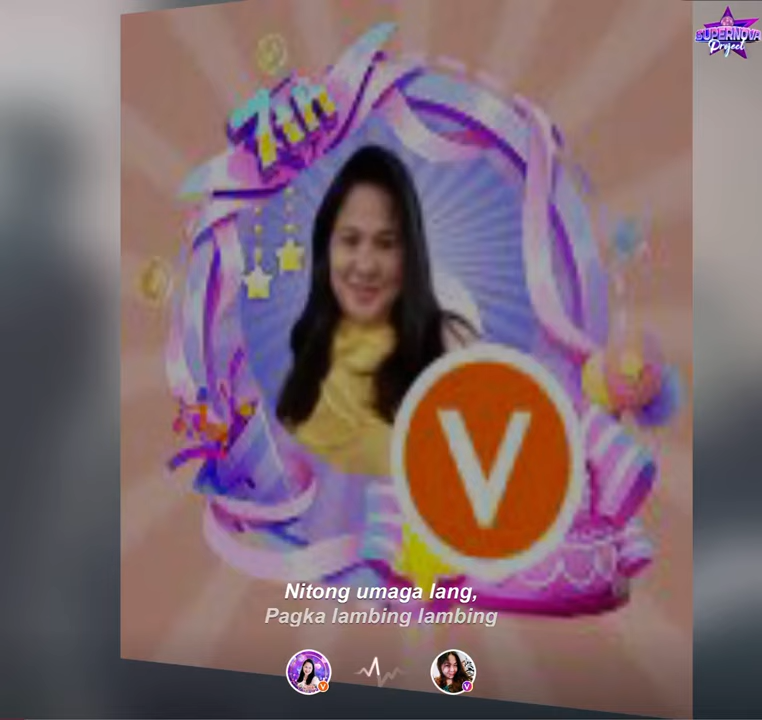 SUPERNOVA
Project
7th
V
Nitong umaga lang,
Pagka lambing lambing
V
V